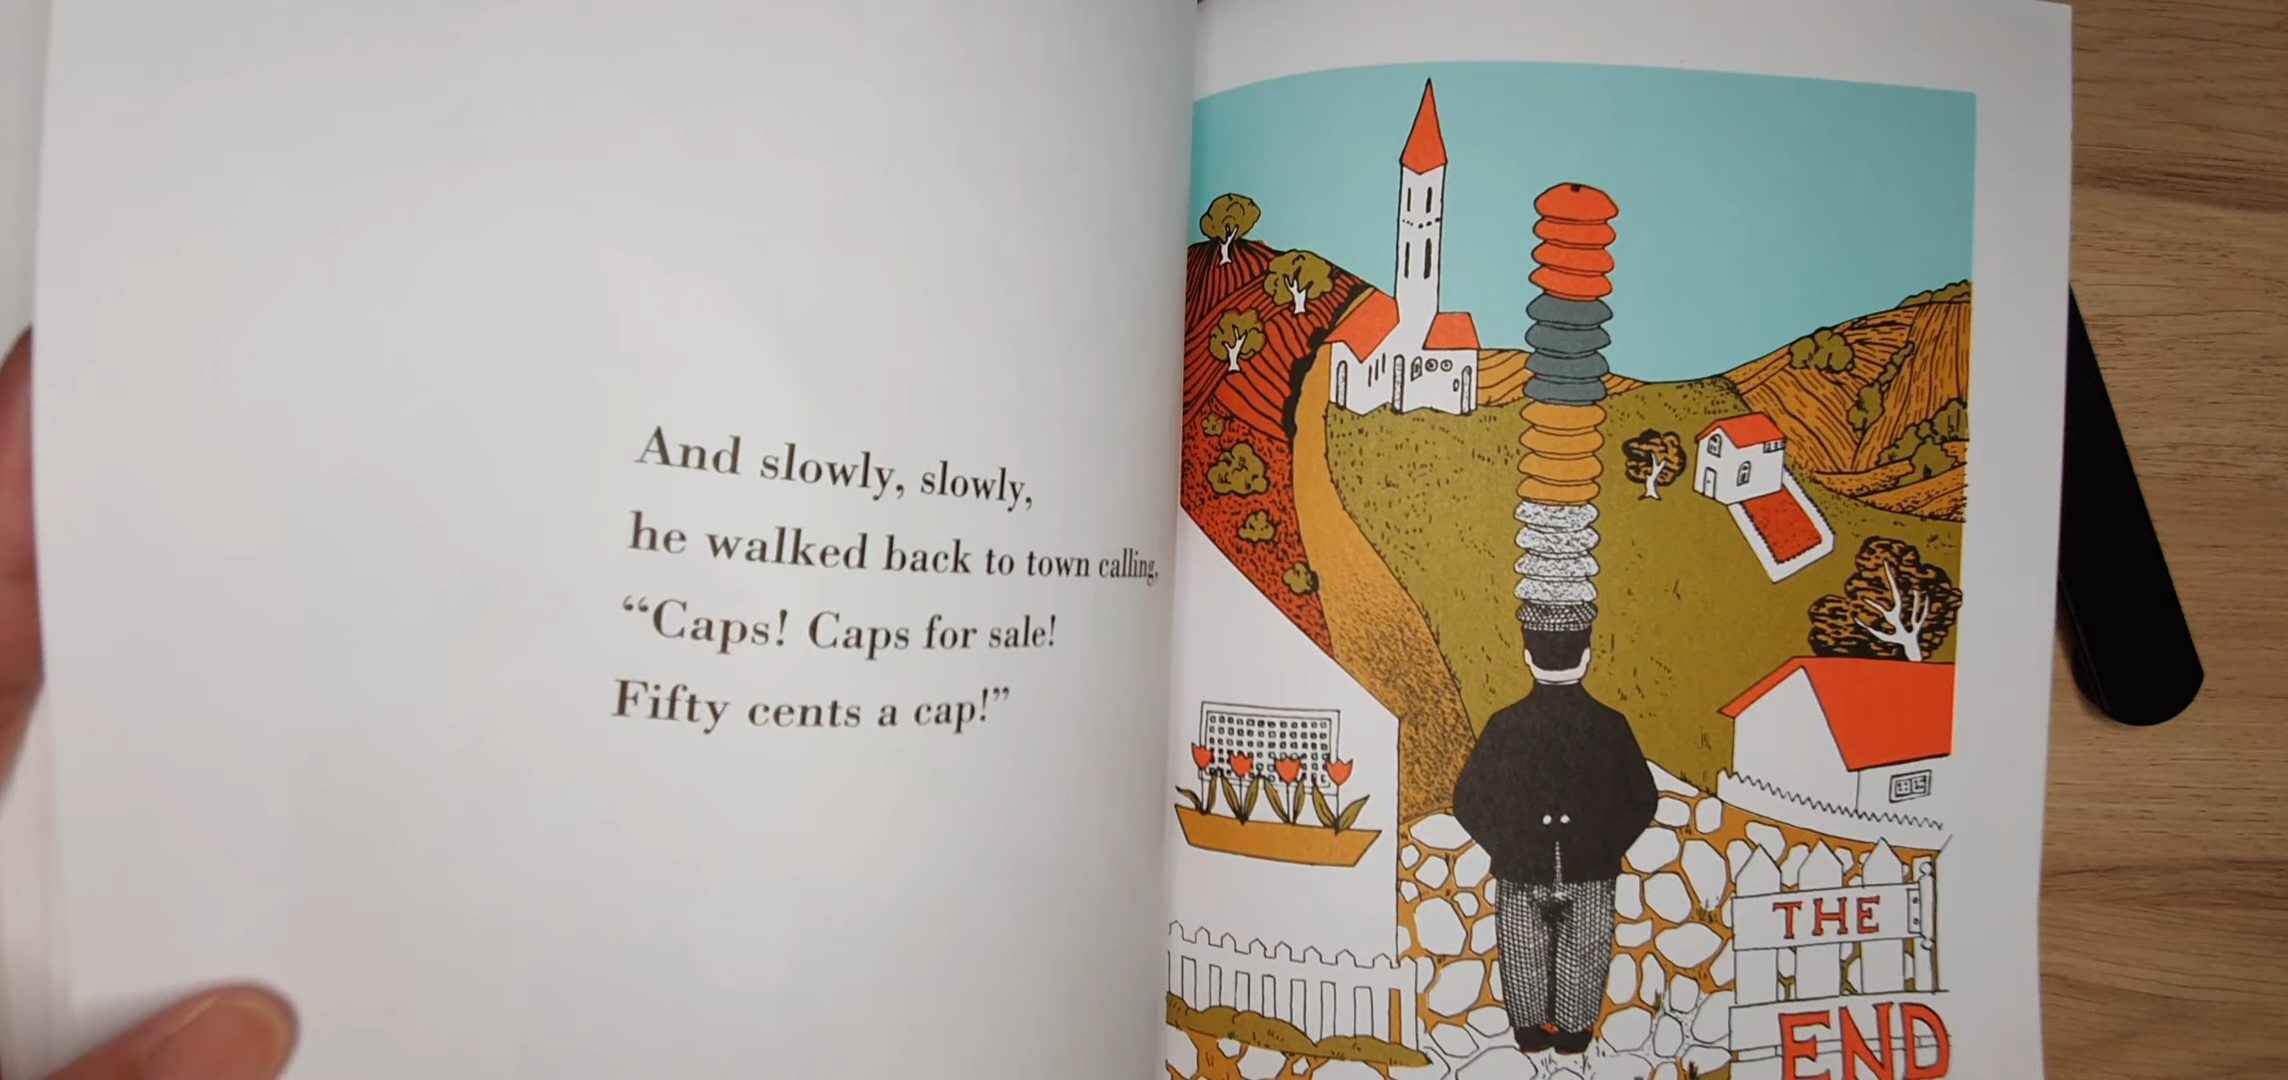 And slowly, slowly,
he walked back to town calling,
“Caps! Caps for sale!
Fifty cents a cap!”
THE
END